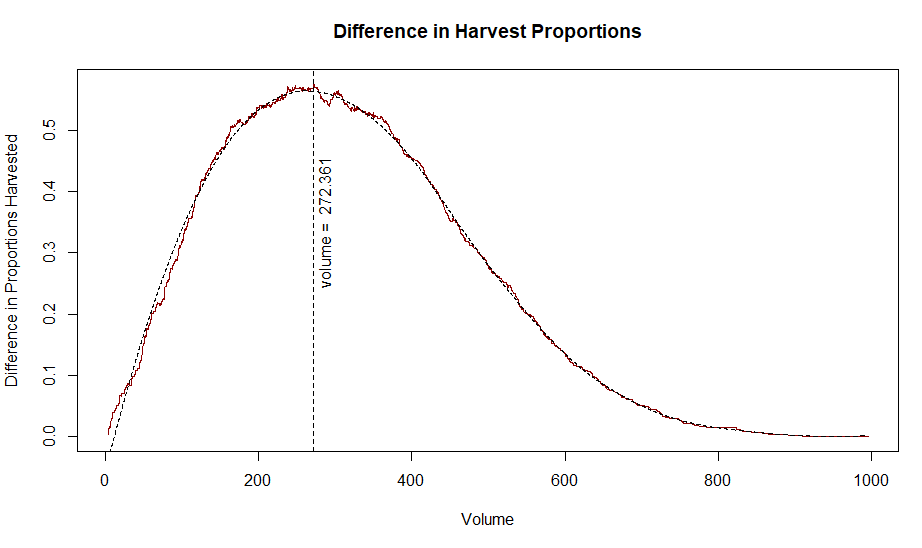 Difference in Harvest Proportions
Difference in Proportions Harvested
0.5
0.4
0.3
0.2
0.1
0.0
volume = 272.361
0 200 400 600 800 1000
Volume